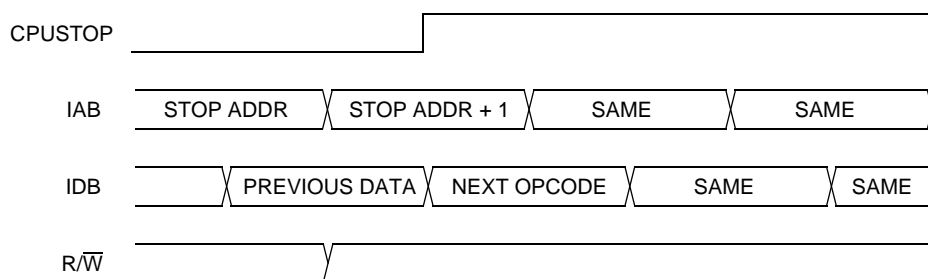 CPUSTOP
IAB STOP ADDR STOP ADDR + 1 SAME SAME
IDB PREVIOUS DATA NEXT OPCODE SAME SAME
R/W̅